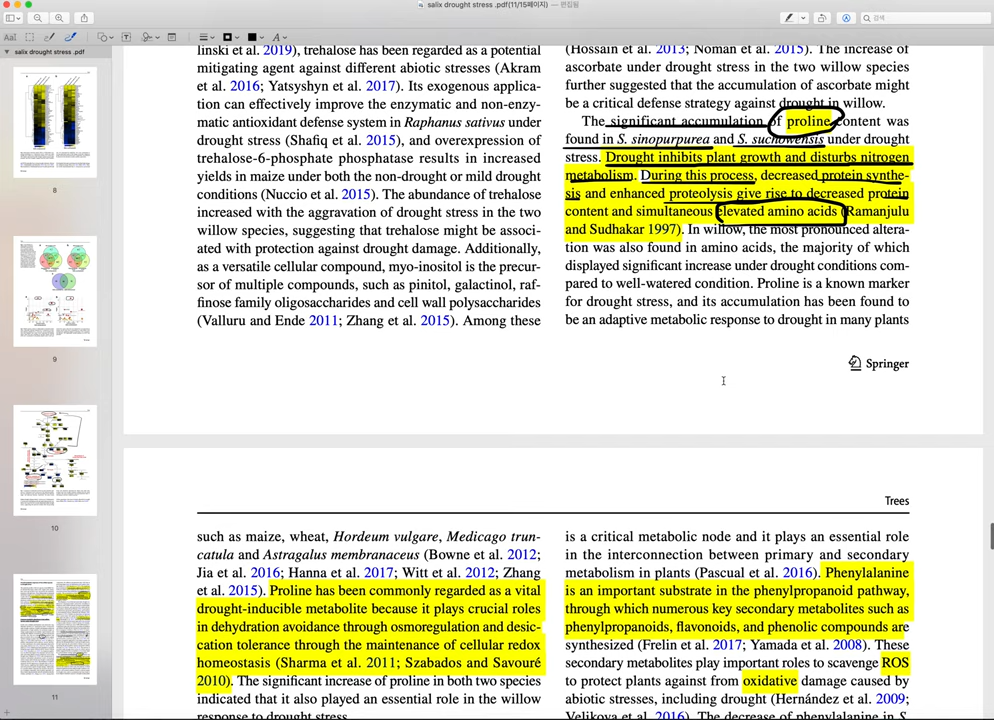 salix drought stress .pdf(11/15페이지) — 편집됨
검색
salix drought stress .pdf
8
9
10
11
linski et al. 2019), trehalose has been regarded as a potential
mitigating agent against different abiotic stresses (Akram
et al. 2016; Yatsyshyn et al. 2017). Its exogenous applica-
tion can effectively improve the enzymatic and non-enzy-
matic antioxidant defense system in Raphanus sativus under
drought stress (Shafiq et al. 2015), and overexpression of
trehalose-6-phosphate phosphatase results in increased
yields in maize under both the non-drought or mild drought
conditions (Nuccio et al. 2015). The abundance of trehalose
increased with the aggravation of drought stress in the two
willow species, suggesting that trehalose might be associ-
ated with protection against drought damage. Additionally,
as a versatile cellular compound, myo-inositol is the precur-
sor of multiple compounds, such as pinitol, galactinol, raf-
finose family oligosaccharides and cell wall polysaccharides
(Valluru and Ende 2011; Zhang et al. 2015). Among these
(Hossain et al. 2013; Noman et al. 2015). The increase of
ascorbate under drought stress in the two willow species
further suggested that the accumulation of ascorbate might
be a critical defense strategy against drought in willow.
The significant accumulation of proline content was
found in S. sinopurpurea and S. suchowensis under drought
stress. Drought inhibits plant growth and disturbs nitrogen
metabolism. During this process, decreased protein synthe-
sis and enhanced proteolysis give rise to decreased protein
content and simultaneous elevated amino acids (Ramanjulu
and Sudhakar 1997). In willow, the most pronounced altera-
tion was also found in amino acids, the majority of which
displayed significant increase under drought conditions com-
pared to well-watered condition. Proline is a known marker
for drought stress, and its accumulation has been found to
be an adaptive metabolic response to drought in many plants
Springer
Trees
such as maize, wheat, Hordeum vulgare, Medicago trun-
catula and Astragalus membranaceus (Bowne et al. 2012;
Jia et al. 2016; Hanna et al. 2017; Witt et al. 2012; Zhang
et al. 2015). Proline has been commonly regarded as a vital
drought-inducible metabolite because it plays crucial roles
in dehydration avoidance through osmoregulation and desic-
cation tolerance through the maintenance of cellular redox
homeostasis (Sharma et al. 2011; Szabados and Savouré
2010). The significant increase of proline in both two species
indicated that it also played an essential role in the willow
response to drought stress.
is a critical metabolic node and it plays an essential role
in the interconnection between primary and secondary
metabolism in plants (Pascual et al. 2016). Phenylalanine
is an important substrate in the phenylpropanoid pathway,
through which numerous key secondary metabolites such as
phenylpropanoids, flavonoids, and phenolic compounds are
synthesized (Frelin et al. 2017; Yamada et al. 2008). These
secondary metabolites play important roles to scavenge ROS
to protect plants against from oxidative damage caused by
abiotic stresses, including drought (Hernández et al. 2009;
Velikova et al. 2016). The decrease of phenylalanine in S.